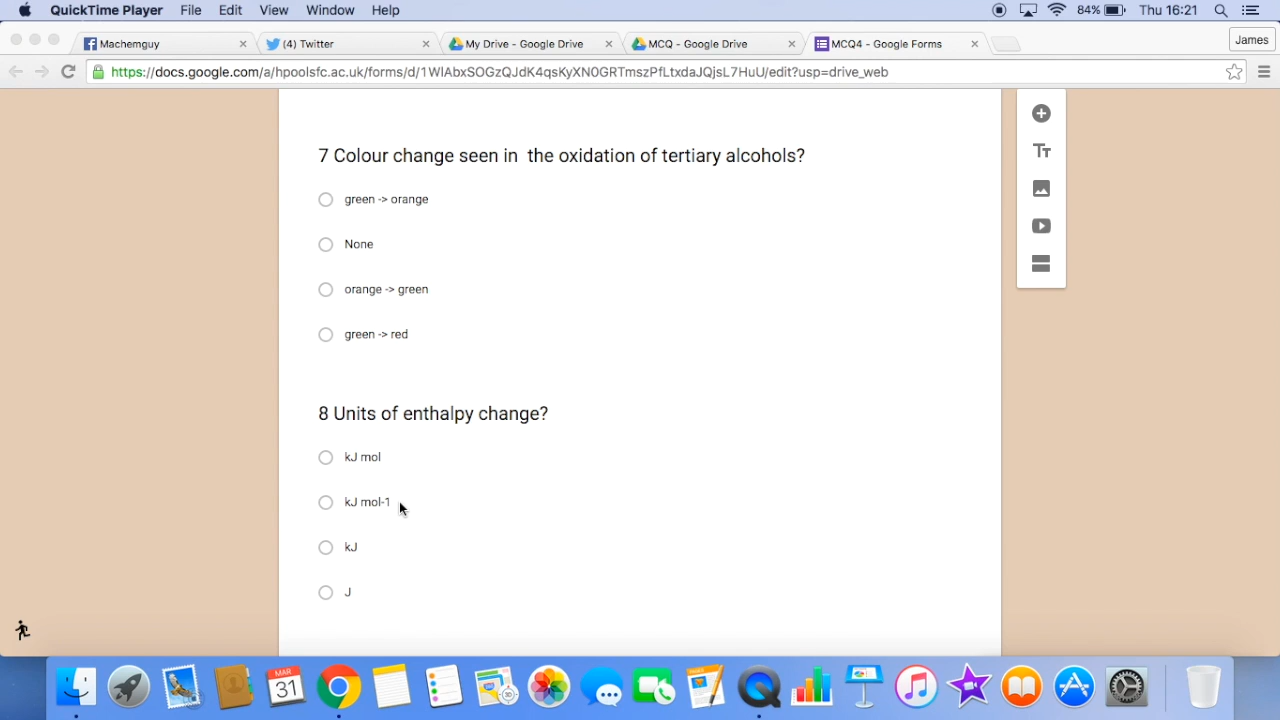 QuickTime Player File Edit View Window Help 84% Thu 16:21
Machemguy (4) Twitter My Drive - Google Drive MCQ - Google Drive MCQ4 - Google Forms James
https://docs.google.com/a/hpoolsfc.ac.uk/forms/d/1WIAbxSOGzQJdK4qsKyXN0GRTmszPfLtxdaJQjsL7HuU/edit?usp=drive_web
7 Colour change seen in the oxidation of tertiary alcohols?
green -> orange
None
orange -> green
green -> red
8 Units of enthalpy change?
kJ mol
kJ mol-1
kJ
J
MAR
31